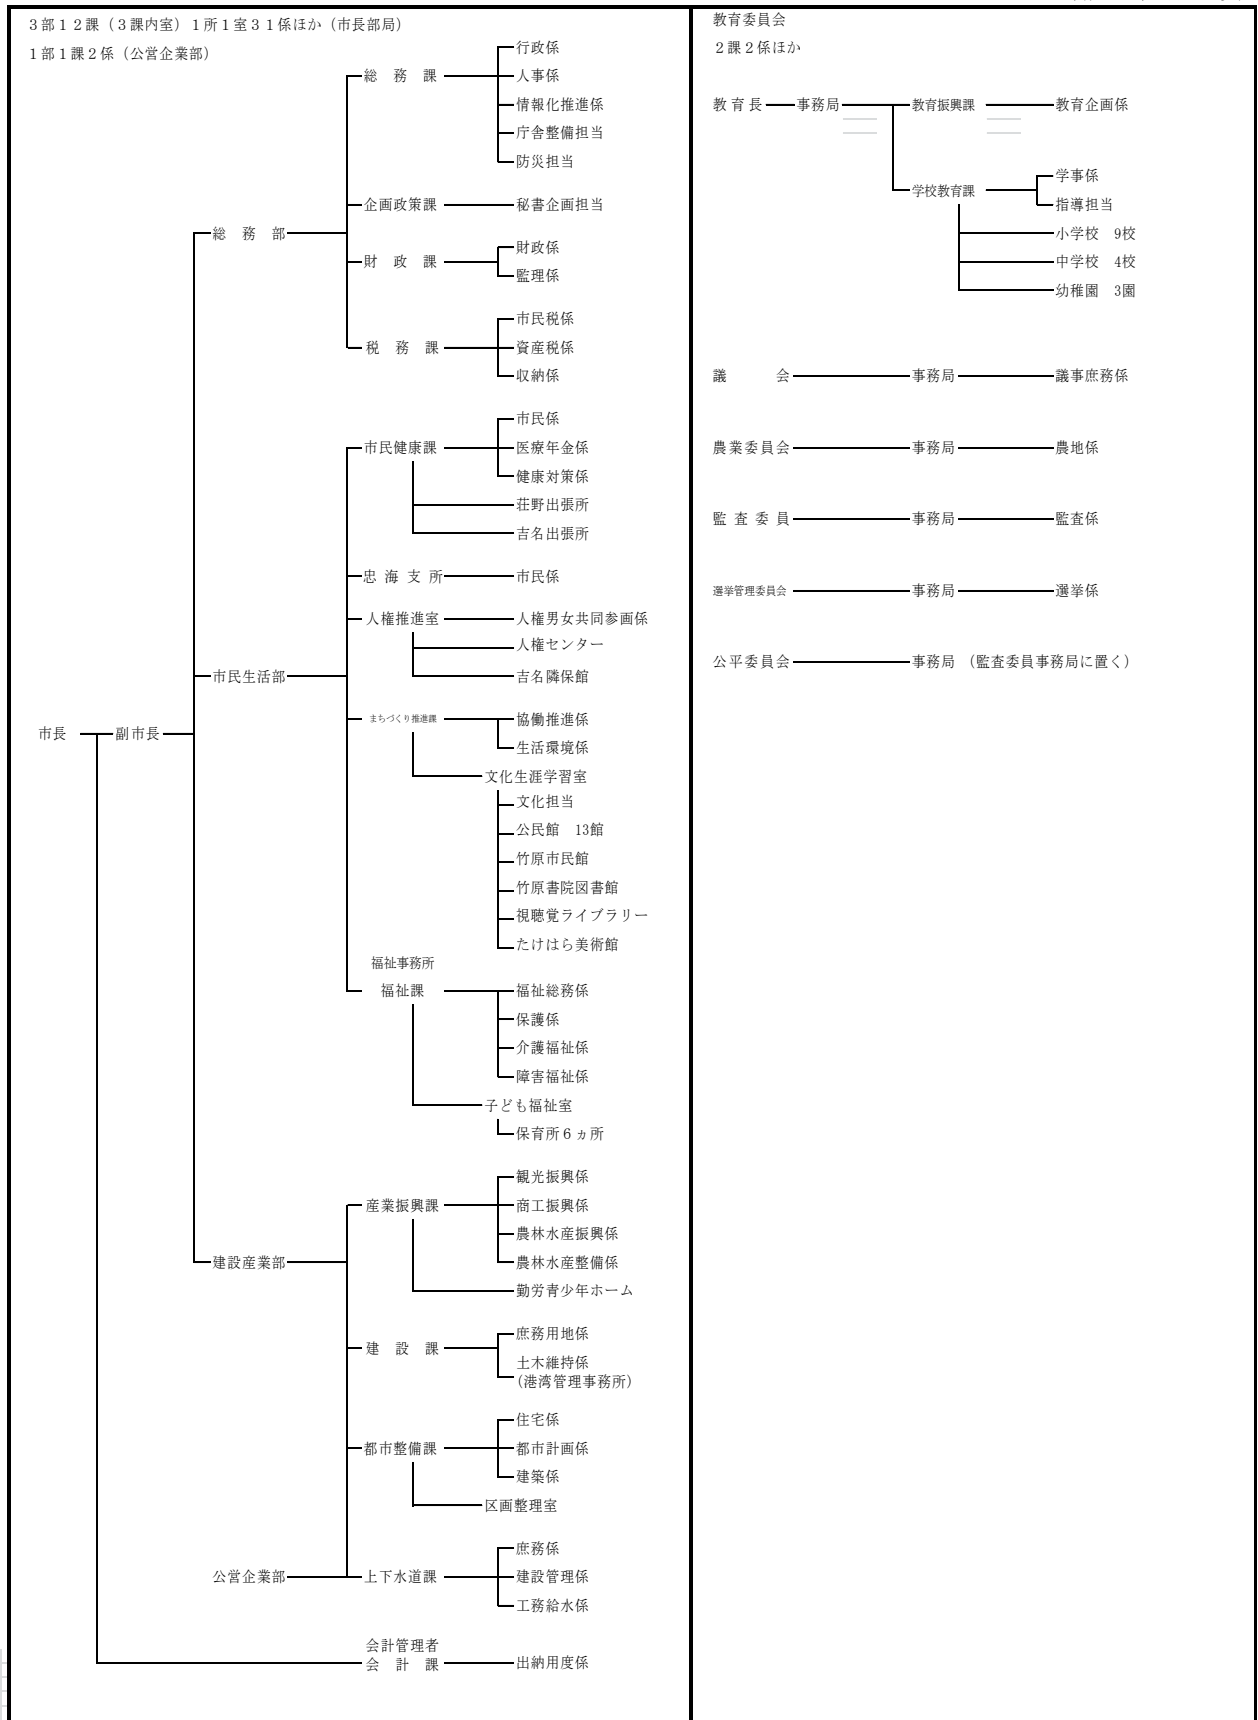 ３部１２課（３課内室）１所１室３１係ほか（市長部局）
１部１課２係（公営企業部）
行政係
総　務　課
人事係
情報化推進係
庁舎整備担当
防災担当
企画政策課
秘書企画担当
総　務　部
財政係
財　政　課
監理係
市民税係
税　務　課
資産税係
収納係
市民係
市民健康課
医療年金係
健康対策係
荘野出張所
吉名出張所
忠 海 支 所
市民係
人権推進室
人権男女共同参画係
人権センター
市民生活部
吉名隣保館
まちづくり推進課
協働推進係
市長
副市長
生活環境係
文化生涯学習室
文化担当
公民館　13館
竹原市民館
竹原書院図書館
視聴覚ライブラリー
たけはら美術館
福祉事務所
福祉課
福祉総務係
保護係
介護福祉係
障害福祉係
子ども福祉室
保育所６ヵ所
観光振興係
産業振興課
商工振興係
農林水産振興係
建設産業部
農林水産整備係
勤労青少年ホーム
庶務用地係
建　設　課
土木維持係
(港湾管理事務所)
住宅係
都市整備課
都市計画係
建築係
区画整理室
庶務係
公営企業部
上下水道課
建設管理係
工務給水係
会計管理者
会　計　課
出納用度係
教育委員会
２課２係ほか
教 育 長
事務局
教育振興課
教育企画係
学事係
学校教育課
指導担当
小学校　9校
中学校　4校
幼稚園　3園
議　　　会
事務局
議事庶務係
農業委員会
事務局
農地係
監 査 委 員
事務局
監査係
選挙管理委員会
事務局
選挙係
公平委員会
事務局　（監査委員事務局に置く）